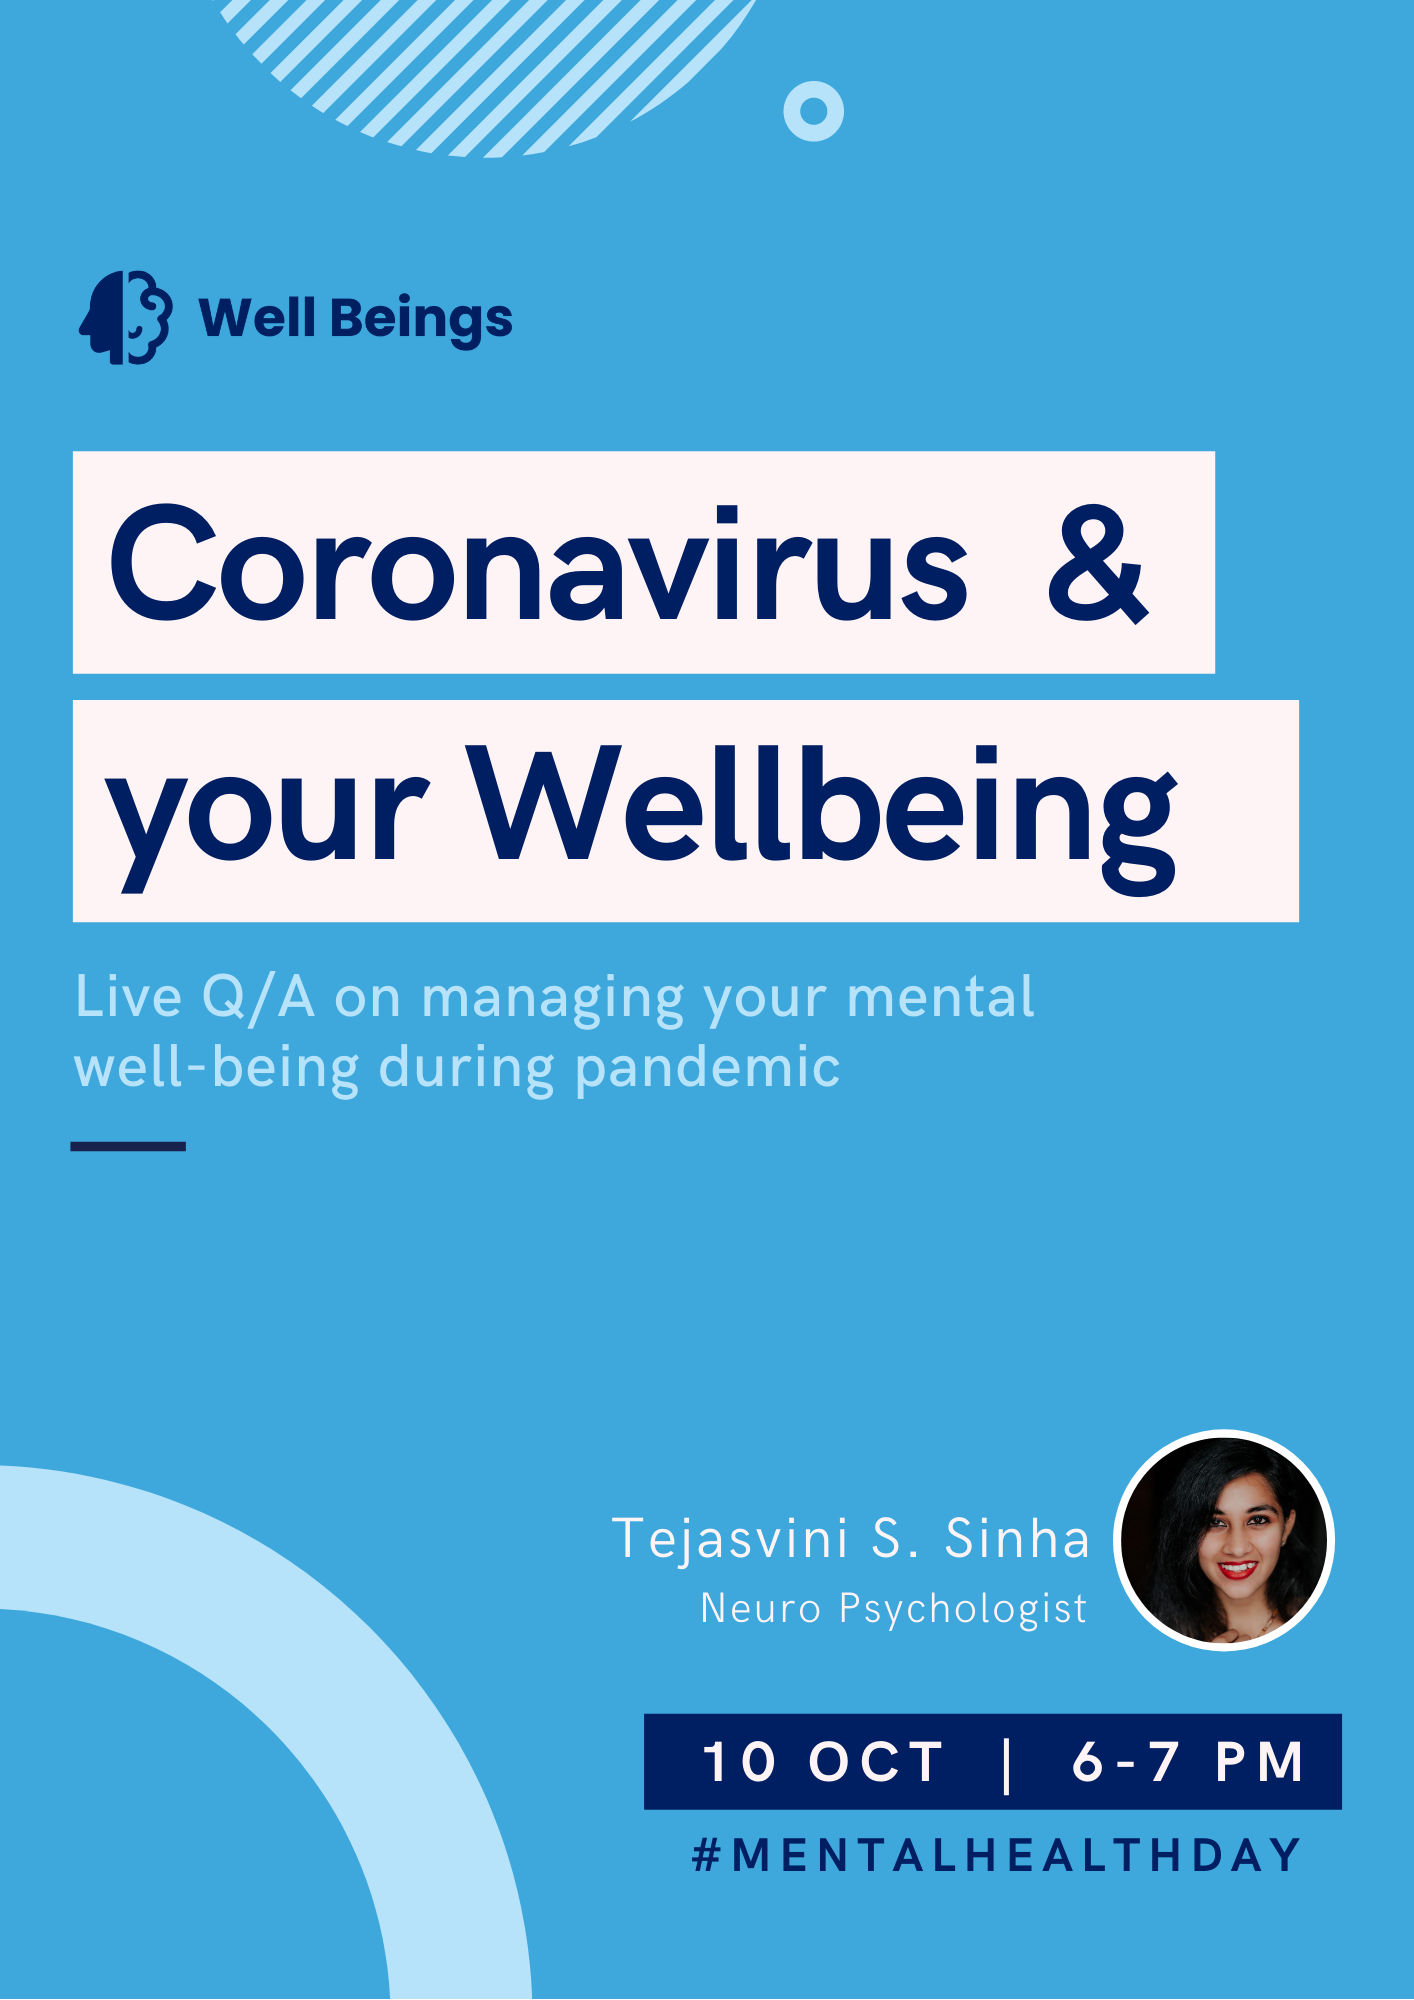 Well Beings
Coronavirus &
your Wellbeing
Live Q/A on managing your mental
well-being during pandemic
Tejasvini S. Sinha
Neuro Psychologist
10 OCT | 6-7 PM
#MENTALHEALTHDAY